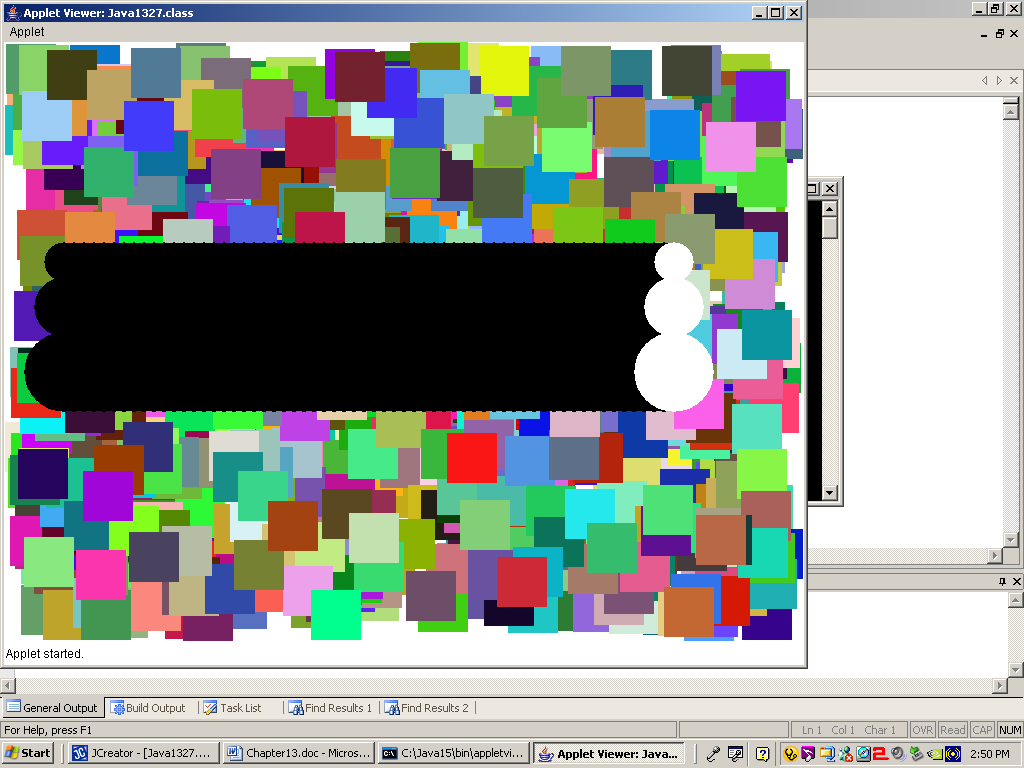 Applet Viewer: Java1327.class
Applet
Applet started.
General Output
Build Output
Task List
Find Results 1
Find Results 2
For Help, press F1
Ln 1 Col 1 Char 1
OVR
Read
CAP
NUM
Start
JCreator - [Java1327....
Chapter13.doc - Micros...
C:\Java15\bin\appletvi...
Applet Viewer: Java...
2:50 PM